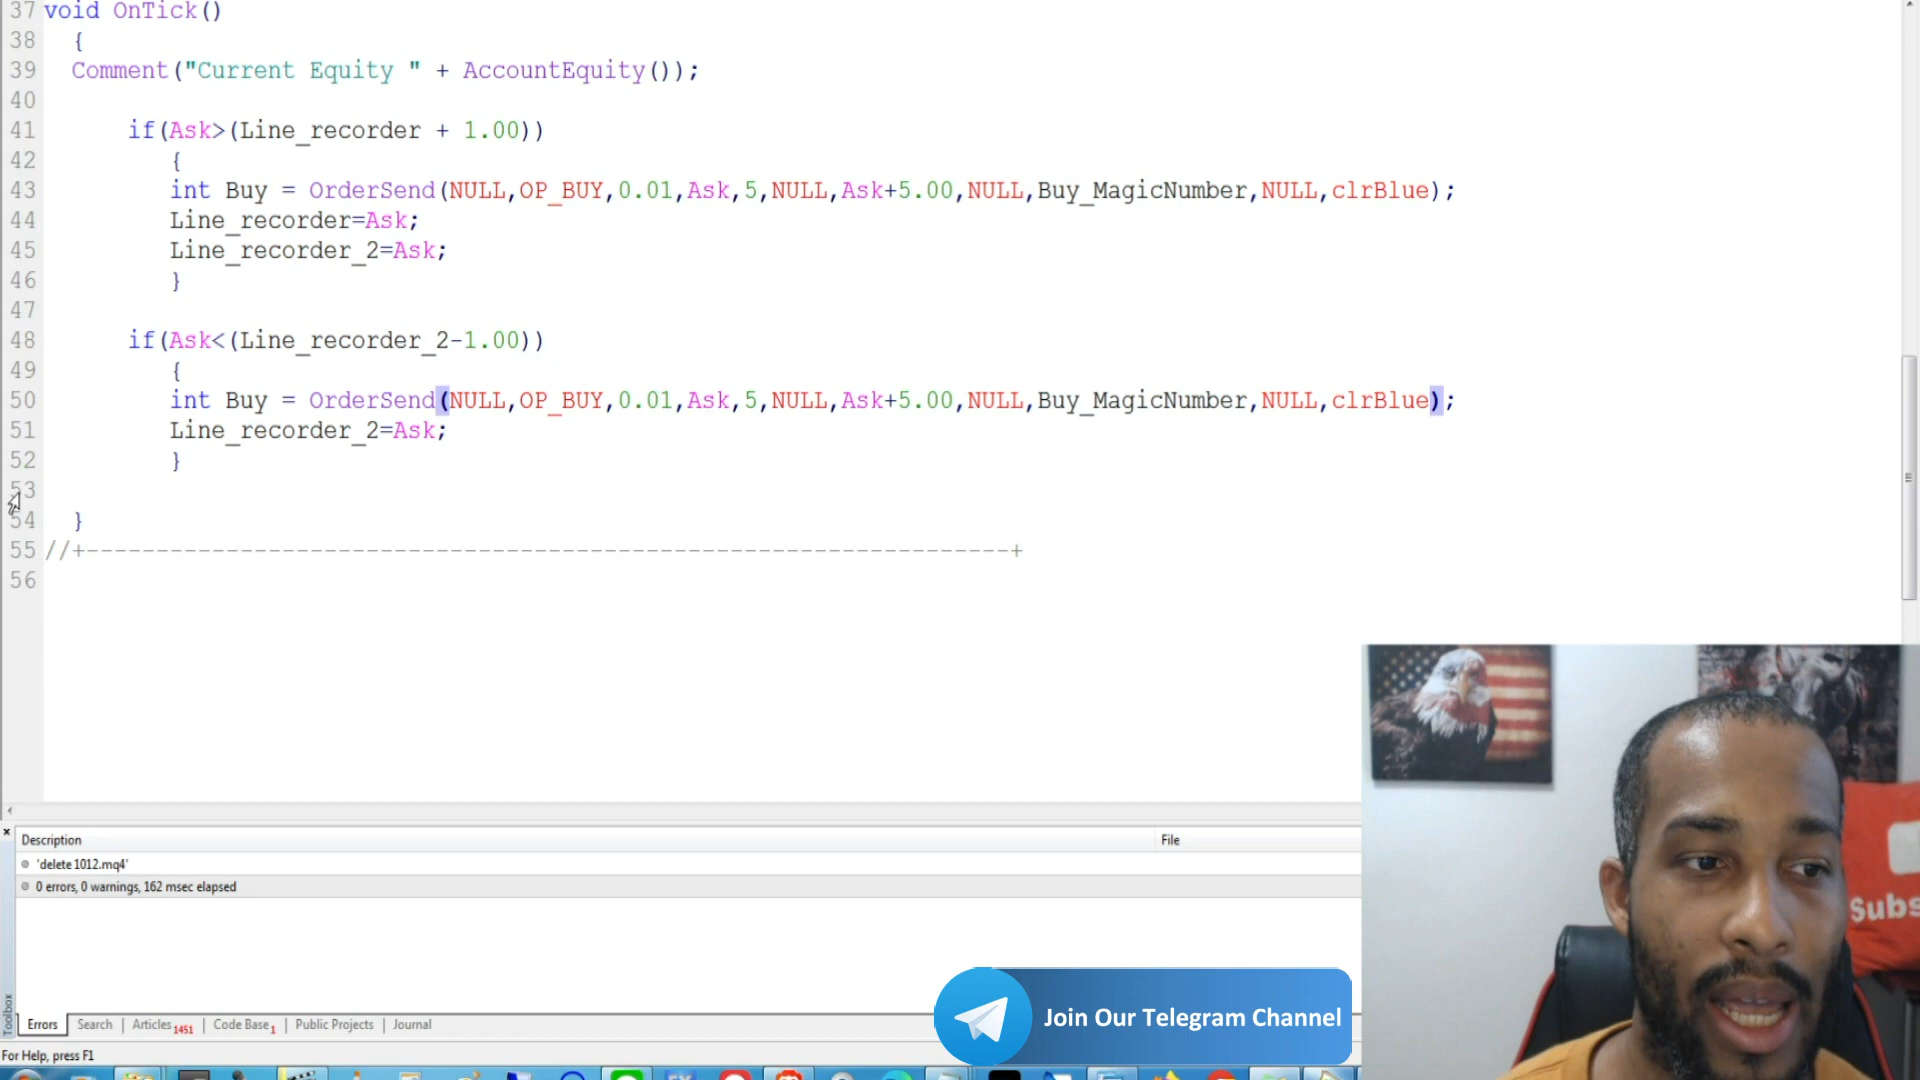 37 void OnTick()
38 {
39 Comment("Current Equity " + AccountEquity());
40
41 if(Ask>(Line_recorder + 1.00))
42 {
43 int Buy = OrderSend(NULL,OP_BUY,0.01,Ask,5,NULL,Ask+5.00,NULL,Buy_MagicNumber,NULL,clrBlue);
44 Line_recorder=Ask;
45 Line_recorder_2=Ask;
46 }
47
48 if(Ask<(Line_recorder_2-1.00))
49 {
50 int Buy = OrderSend(NULL,OP_BUY,0.01,Ask,5,NULL,Ask+5.00,NULL,Buy_MagicNumber,NULL,clrBlue);
51 Line_recorder_2=Ask;
52 }
53
54 }
55 //+------------------------------------------------------------------+
56
Description File
'delete 1012.mq4'
0 errors, 0 warnings, 162 msec elapsed
Subs
Toolbox
Errors Search Articles 1451 Code Base 1 Public Projects Journal
Join Our Telegram Channel
For Help, press F1